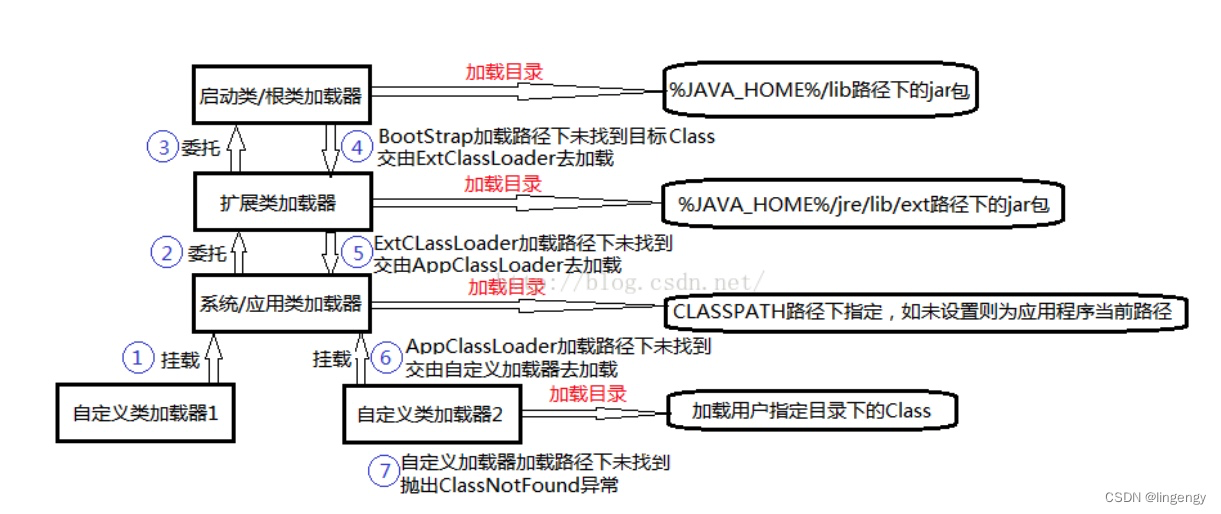 加载目录
启动类/根类加载器
%JAVA_HOME%/lib路径下的jar包
③ 委托
④ BootStrap加载路径下未找到目标Class
交由ExtClassLoader去加载
加载目录
扩展类加载器
%JAVA_HOME%/jre/lib/ext路径下的jar包
② 委托
⑤ ExtCLassLoader加载路径下未找到
交由AppClassLoader去加载
://blog.csdn.net/
加载目录
系统/应用类加载器
CLASSPATH路径下指定，如未设置则为应用程序当前路径
① 挂载
挂载
⑥ AppClassLoader加载路径下未找到
交由自定义加载器去加载
加载目录
自定义类加载器1
自定义类加载器2
加载用户指定目录下的Class
⑦ 自定义加载器加载路径下未找到
抛出ClassNotFound异常
CSDN @lingengy